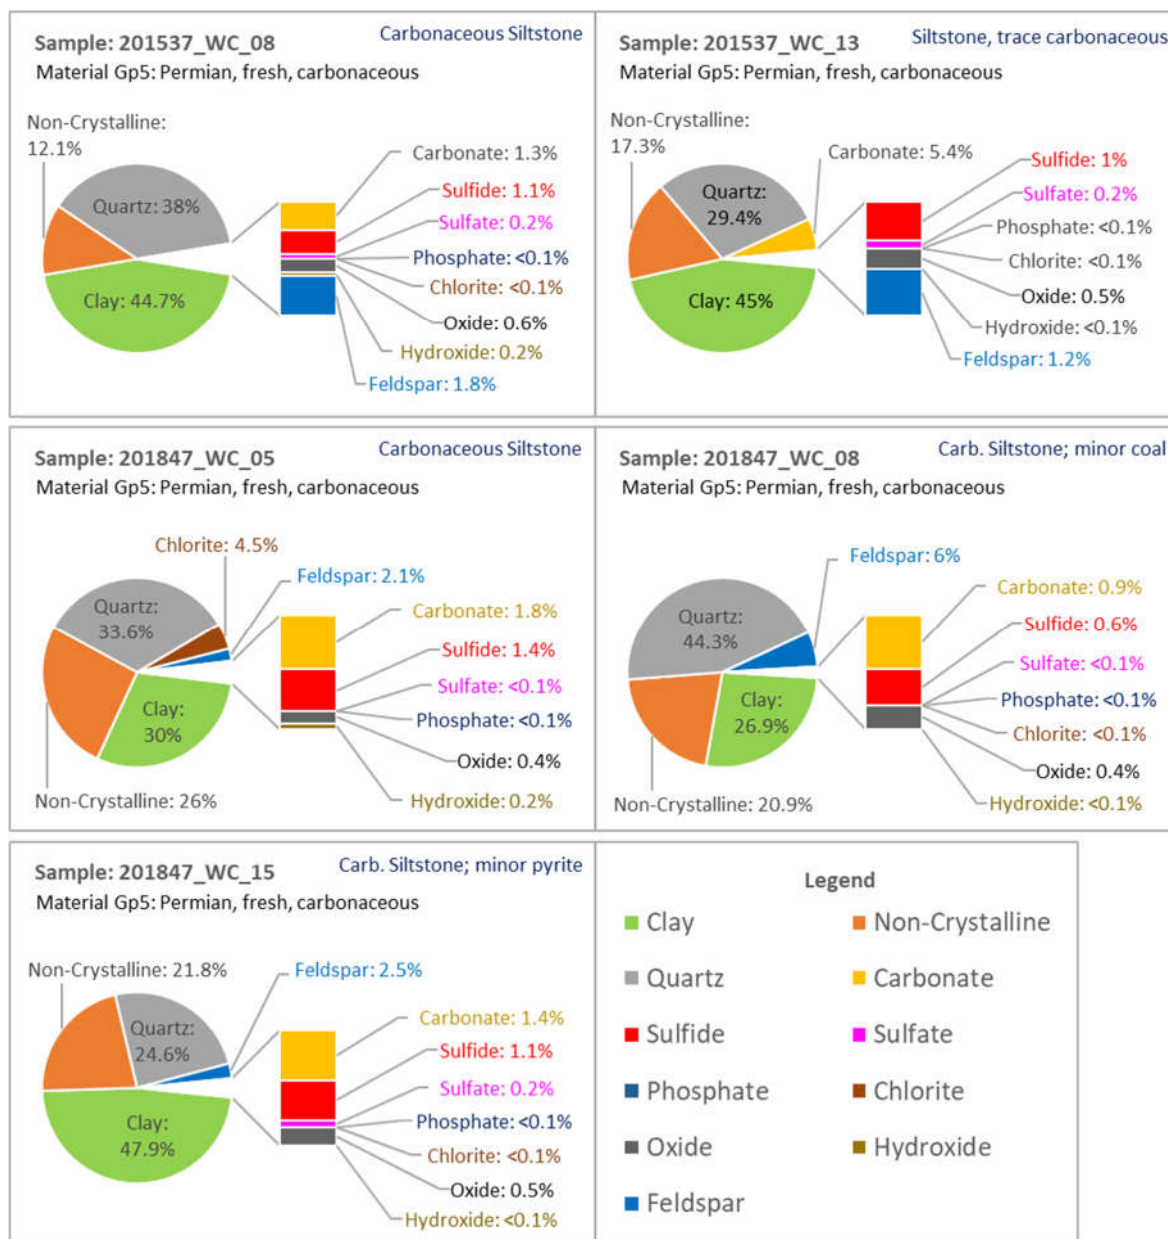 Sample: 201537_WC_08
Carbonaceous Siltstone
Material Gp5: Permian, fresh, carbonaceous
Non-Crystalline:
12.1%
Quartz: 38%
Clay: 44.7%
Carbonate: 1.3%
Sulfide: 1.1%
Sulfate: 0.2%
Phosphate: <0.1%
Chlorite: <0.1%
Oxide: 0.6%
Hydroxide: 0.2%
Feldspar: 1.8%
Sample: 201537_WC_13
Siltstone, trace carbonaceous
Material Gp5: Permian, fresh, carbonaceous
Non-Crystalline:
17.3%
Quartz:
29.4%
Clay: 45%
Carbonate: 5.4%
Sulfide: 1%
Sulfate: 0.2%
Phosphate: <0.1%
Chlorite: <0.1%
Oxide: 0.5%
Hydroxide: <0.1%
Feldspar: 1.2%
Sample: 201847_WC_05
Carbonaceous Siltstone
Material Gp5: Permian, fresh, carbonaceous
Chlorite: 4.5%
Feldspar: 2.1%
Quartz:
33.6%
Clay:
30%
Non-Crystalline: 26%
Carbonate: 1.8%
Sulfide: 1.4%
Sulfate: <0.1%
Phosphate: <0.1%
Oxide: 0.4%
Hydroxide: 0.2%
Sample: 201847_WC_08
Carb. Siltstone; minor coal
Material Gp5: Permian, fresh, carbonaceous
Feldspar: 6%
Quartz:
44.3%
Clay:
26.9%
Non-Crystalline: 20.9%
Carbonate: 0.9%
Sulfide: 0.6%
Sulfate: <0.1%
Phosphate: <0.1%
Chlorite: <0.1%
Oxide: 0.4%
Hydroxide: <0.1%
Sample: 201847_WC_15
Carb. Siltstone; minor pyrite
Material Gp5: Permian, fresh, carbonaceous
Non-Crystalline: 21.8%
Feldspar: 2.5%
Quartz:
24.6%
Clay:
47.9%
Carbonate: 1.4%
Sulfide: 1.1%
Sulfate: 0.2%
Phosphate: <0.1%
Chlorite: <0.1%
Oxide: 0.5%
Hydroxide: <0.1%
Legend
Clay
Non-Crystalline
Quartz
Carbonate
Sulfide
Sulfate
Phosphate
Chlorite
Oxide
Hydroxide
Feldspar